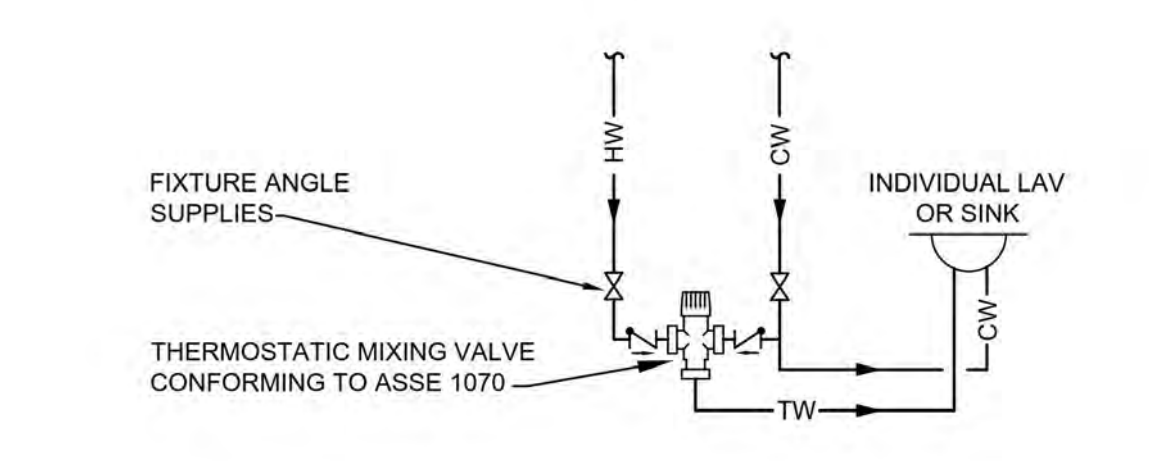 HW
CW
FIXTURE ANGLE
SUPPLIES
INDIVIDUAL LAV
OR SINK
CW
THERMOSTATIC MIXING VALVE
CONFORMING TO ASSE 1070
TW